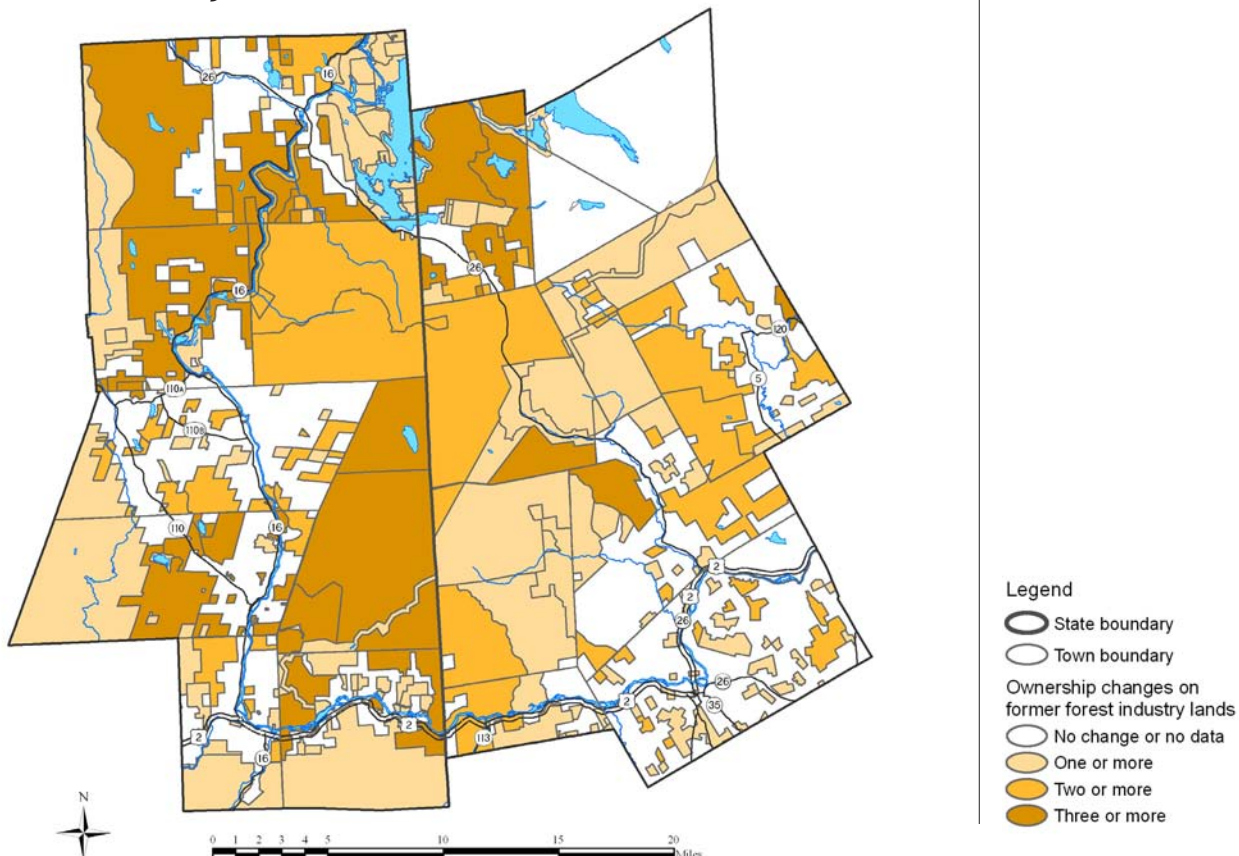 26
16
26
16
120
5
110A
110B
16
110
2
2
26
26
35
2
2
2
113
16
N
0 1 2 3 4 5 10 15 20
Miles
Legend
State boundary
Town boundary
Ownership changes on
former forest industry lands
No change or no data
One or more
Two or more
Three or more